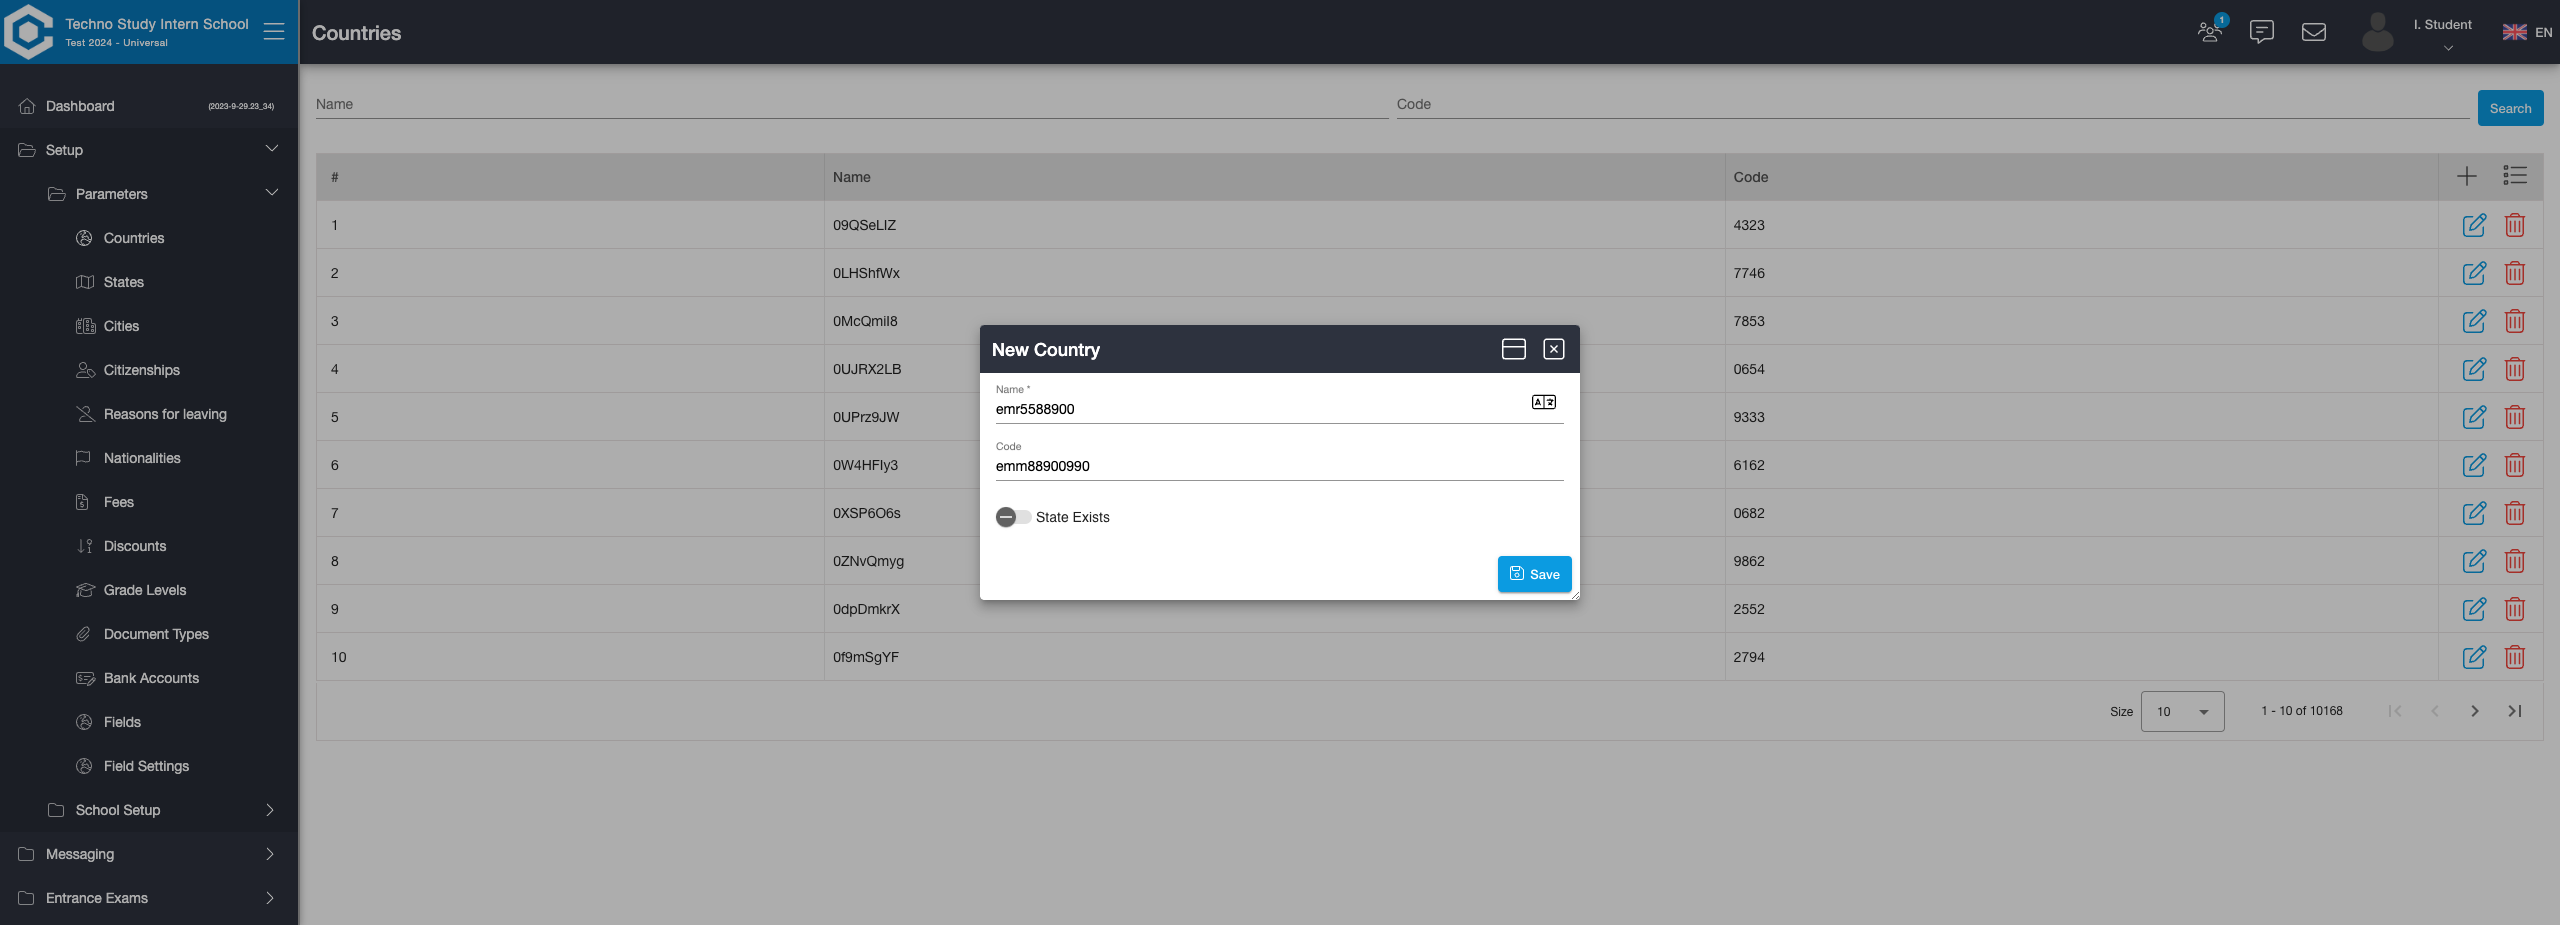 Techno Study Intern School
Test 2024 - Universal
Countries
1
I. Student
EN
Dashboard
(2023-9-29.23_34)
Setup
Parameters
Countries
States
Cities
Citizenships
Reasons for leaving
Nationalities
Fees
Discounts
Grade Levels
Document Types
Bank Accounts
Fields
Field Settings
School Setup
Messaging
Entrance Exams
Name
Code
Search
# Name Code
1 09QSeLIZ 4323
2 0LHShfWx 7746
3 0McQmiI8 7853
4 0UJRX2LB 0654
5 0UPrz9JW 9333
6 0W4HFIy3 6162
7 0XSP6O6s 0682
8 0ZNvQmyg 9862
9 0dpDmkrX 2552
10 0f9mSgYF 2794
Size 10 1 - 10 of 10168
New Country
Name *
emr5588900
Code
emm88900990
State Exists
Save